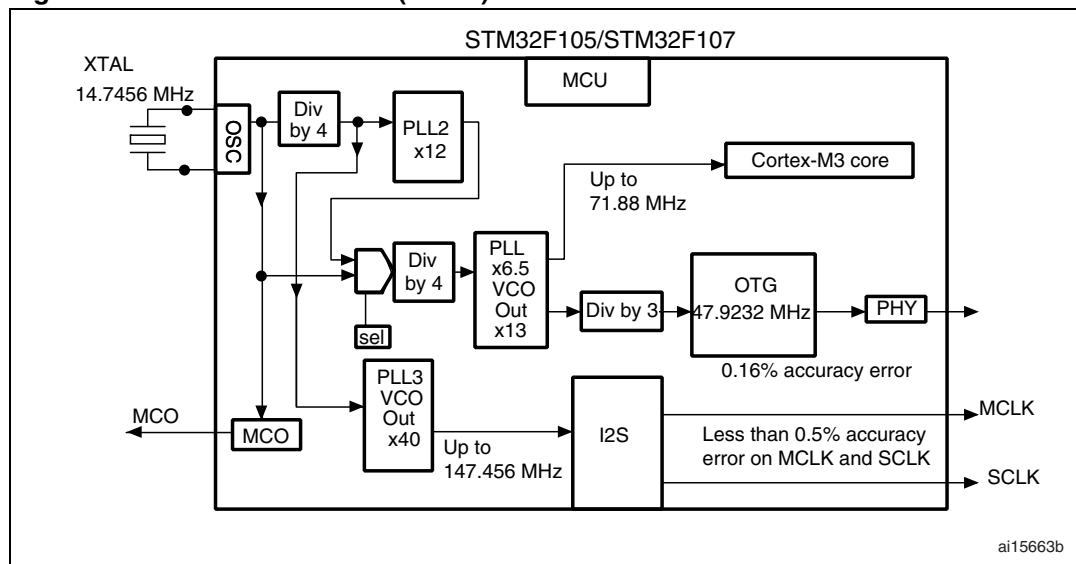 STM32F105/STM32F107
XTAL
14.7456 MHz
MCU
OSC
Div
by 4
PLL2
x12
Cortex-M3 core
Up to
71.88 MHz
Div
by 4
PLL
x6.5
VCO
Out
x13
sel
Div by 3
OTG
47.9232 MHz
PHY
0.16% accuracy error
PLL3
VCO
Out
x40
Up to
147.456 MHz
MCO
MCO
I2S
MCLK
Less than 0.5% accuracy
error on MCLK and SCLK
SCLK
ai15663b